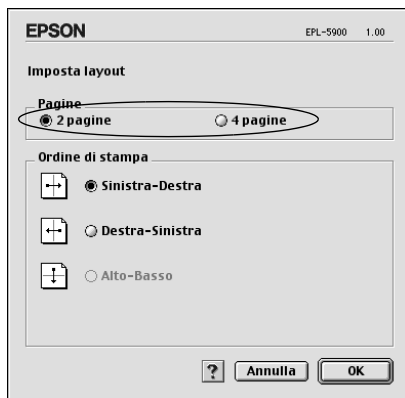 EPSON EPL-5900 1.00
Imposta layout
Pagine
2 pagine 4 pagine
Ordine di stampa
Sinistra-Destra
Destra-Sinistra
Alto-Basso
? Annulla OK